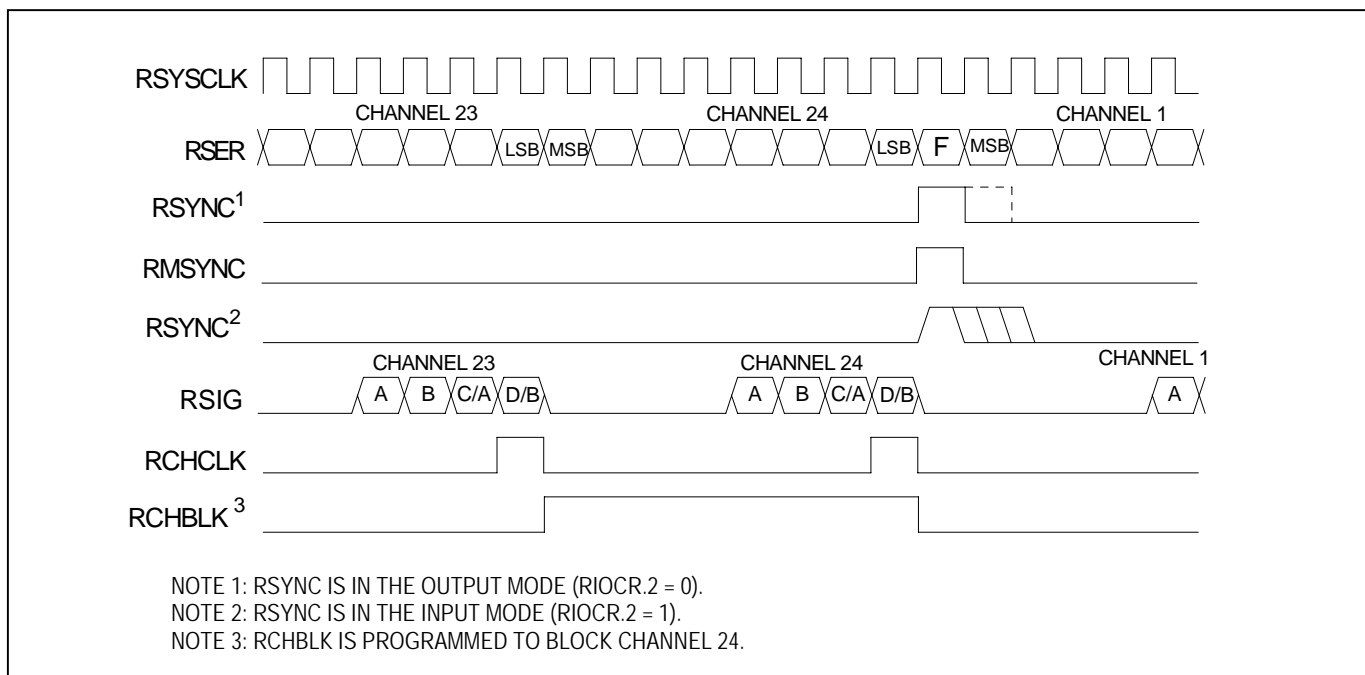 RSYSCLK
CHANNEL 23 CHANNEL 24 CHANNEL 1
RSER LSB MSB LSB F MSB
RSYNC1
RMSYNC
RSYNC2
CHANNEL 23 CHANNEL 24 CHANNEL 1
RSIG A B C/A D/B A B C/A D/B A
RCHCLK
RCHBLK 3
NOTE 1: RSYNC IS IN THE OUTPUT MODE (RIOCR.2 = 0).
NOTE 2: RSYNC IS IN THE INPUT MODE (RIOCR.2 = 1).
NOTE 3: RCHBLK IS PROGRAMMED TO BLOCK CHANNEL 24.